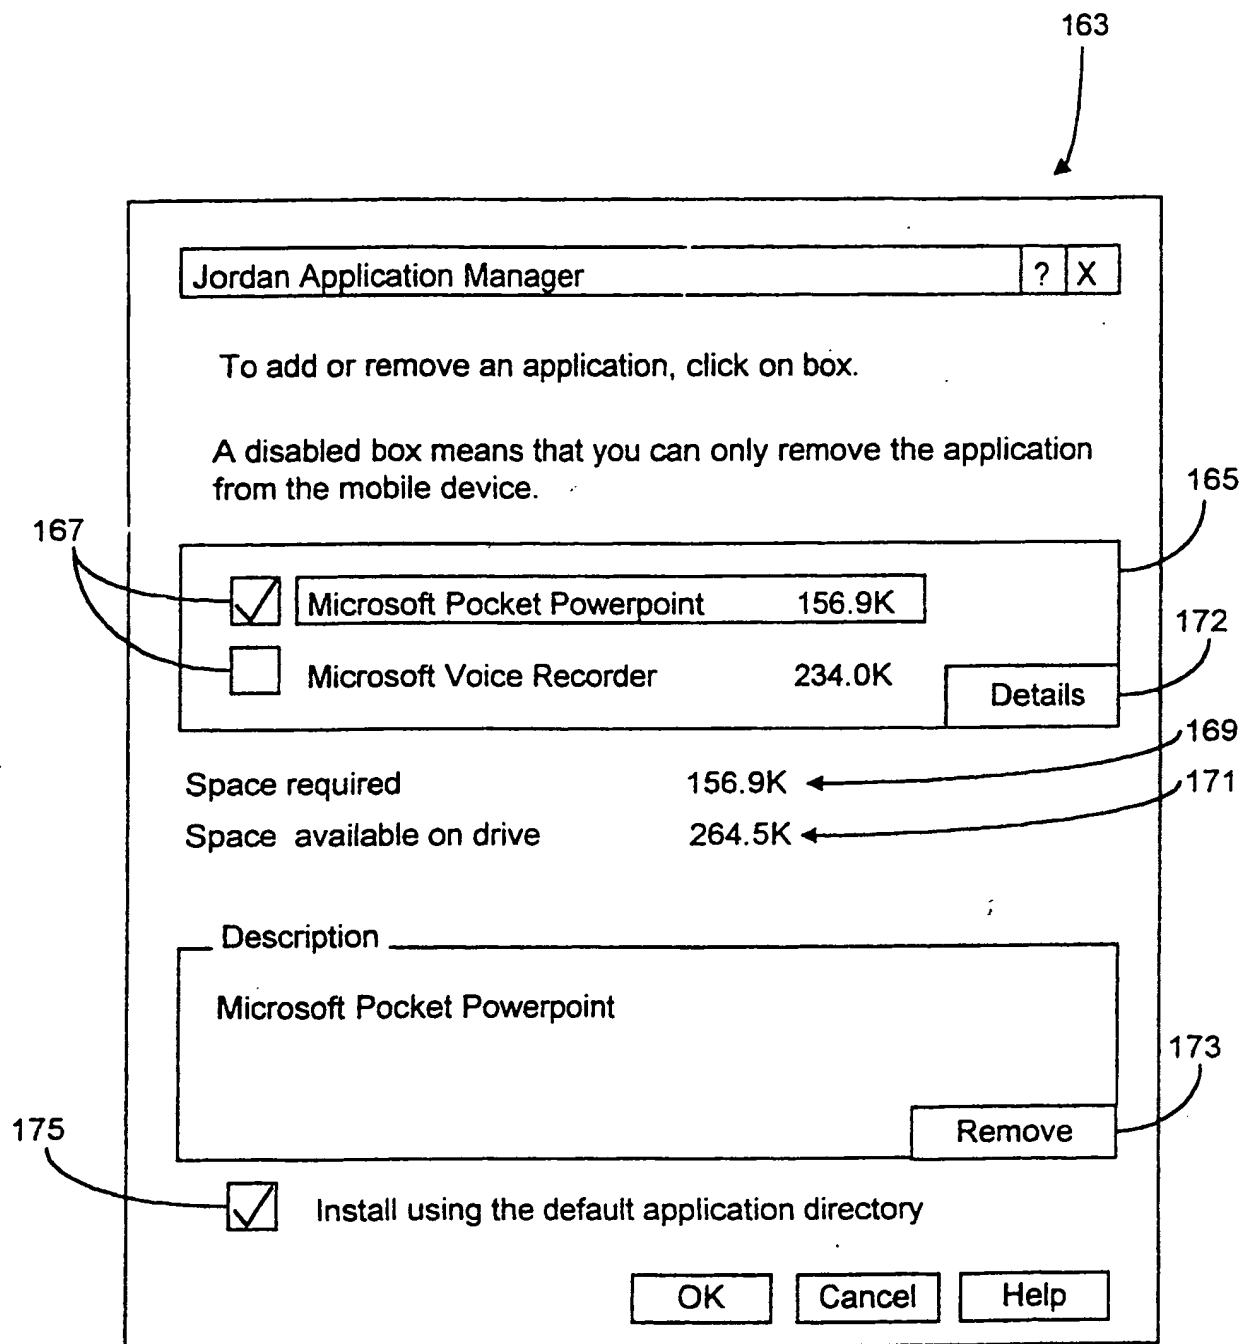 163
Jordan Application Manager ? X
To add or remove an application, click on box.
A disabled box means that you can only remove the application
from the mobile device.
165
167
Microsoft Pocket Powerpoint 156.9K
172
Microsoft Voice Recorder 234.0K
Details
169
Space required 156.9K
171
Space available on drive 264.5K
Description
Microsoft Pocket Powerpoint
173
Remove
175
Install using the default application directory
OK Cancel Help